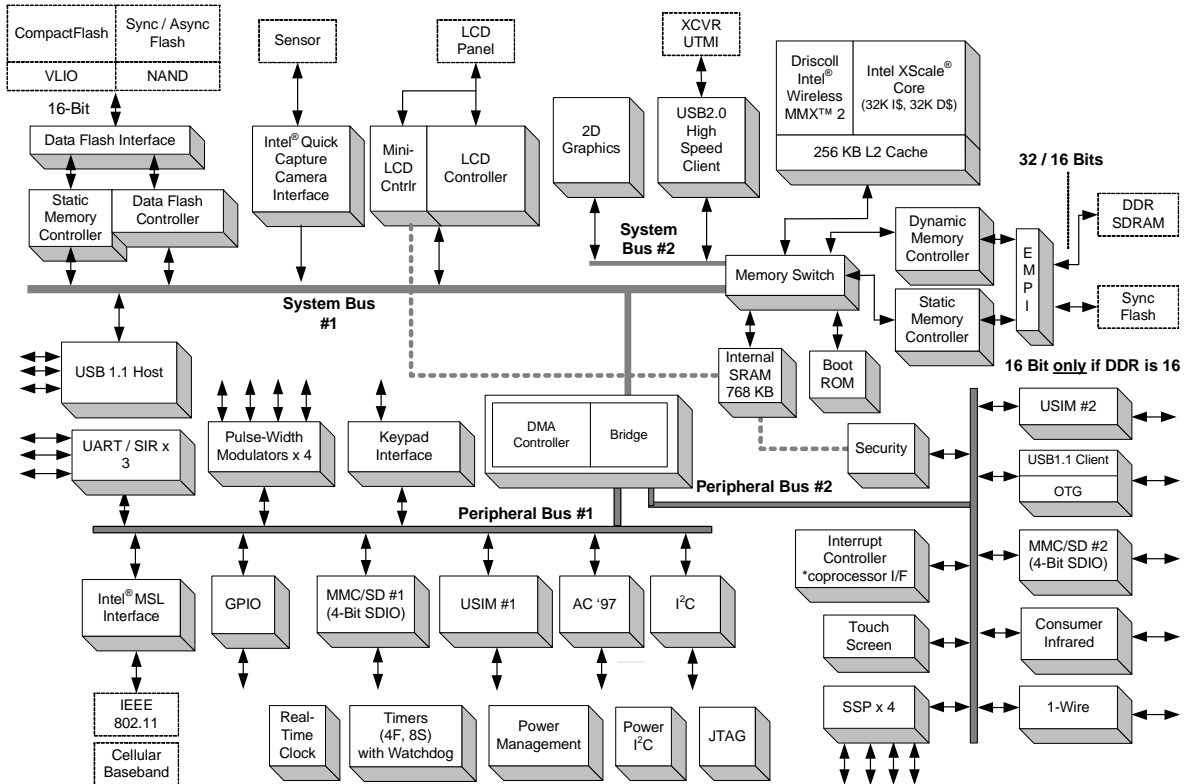 CompactFlash
Sync / Async
Flash
VLIO
NAND
16-Bit
Data Flash Interface
Static
Memory
Controller
Data Flash
Controller
Sensor
Intel® Quick
Capture
Camera
Interface
LCD
Panel
Mini-
LCD
Cntrlr
LCD
Controller
2D
Graphics
XCVR
UTMI
USB2.0
High
Speed
Client
Driscoll
Intel®
Wireless
MMX™ 2
Intel XScale®
Core
(32K I$, 32K D$)
256 KB L2 Cache
32 / 16 Bits
System
Bus #2
Memory Switch
Dynamic
Memory
Controller
Static
Memory
Controller
E
M
P
I
DDR
SDRAM
Sync
Flash
System Bus
#1
Internal
SRAM
768 KB
Boot
ROM
16 Bit only if DDR is 16
USB 1.1 Host
UART / SIR x
3
Pulse-Width
Modulators x 4
Keypad
Interface
DMA
Controller
Bridge
Security
USIM #2
USB1.1 Client
OTG
Peripheral Bus #1
Peripheral Bus #2
Interrupt
Controller
*coprocessor I/F
MMC/SD #2
(4-Bit SDIO)
Intel® MSL
Interface
GPIO
MMC/SD #1
(4-Bit SDIO)
USIM #1
AC ‘97
I²C
Touch
Screen
Consumer
Infrared
IEEE
802.11
Cellular
Baseband
Real-
Time
Clock
Timers
(4F, 8S)
with Watchdog
Power
Management
Power
I²C
JTAG
SSP x 4
1-Wire